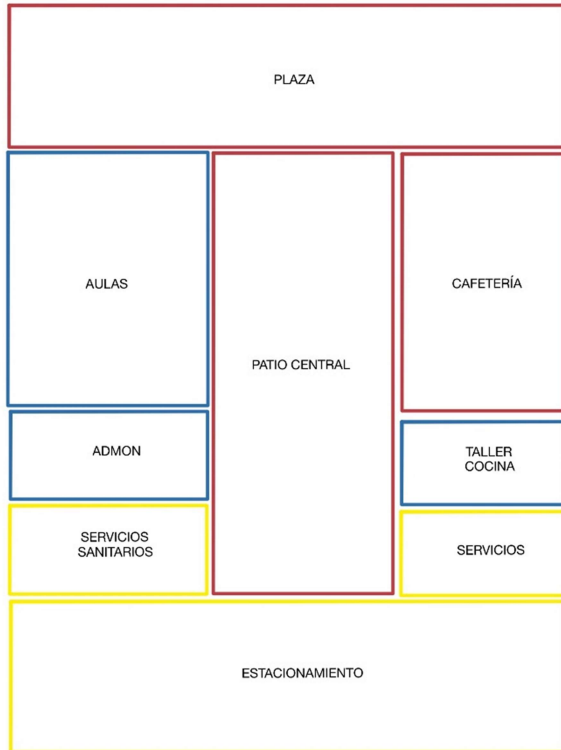 PLAZA
AULAS
CAFETERÍA
PATIO CENTRAL
ADMON
TALLER
COCINA
SERVICIOS
SANITARIOS
SERVICIOS
ESTACIONAMIENTO